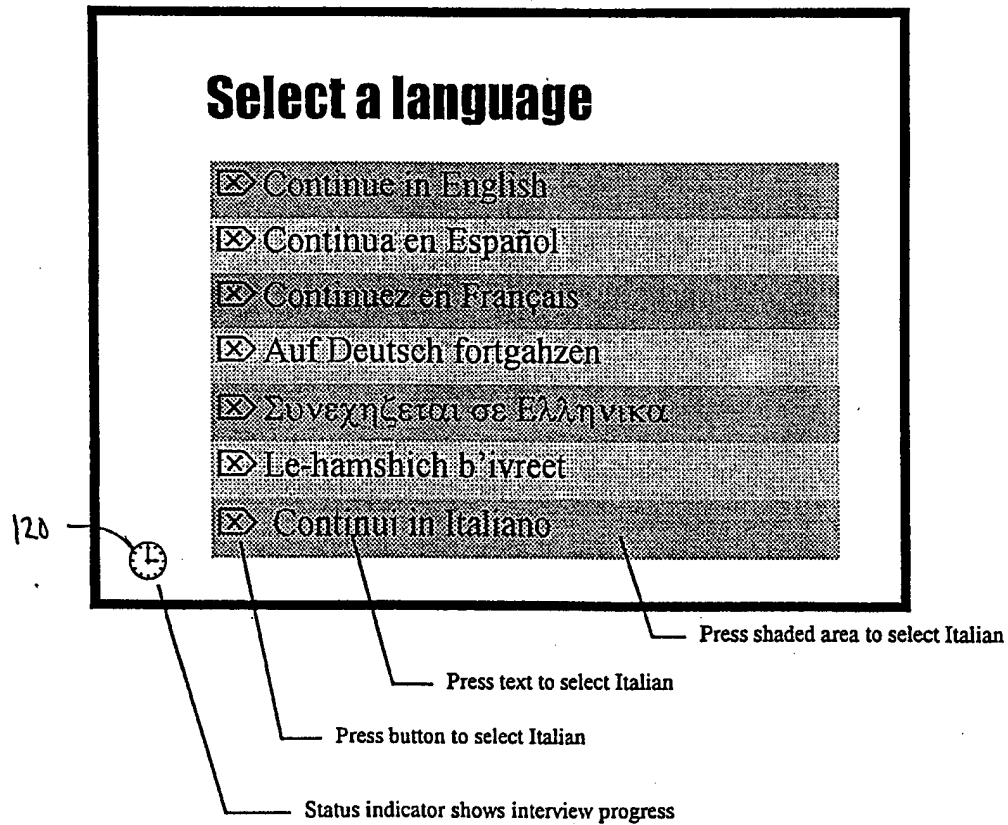 Select a language
Continue in English
Continua en Español
Continuez en Français
Auf Deutsch fortgahzen
Συνεχηζεται σε Ελληνικα
Le-hamshich b'ivreet
Continui in Italiano
120
Press shaded area to select Italian
Press text to select Italian
Press button to select Italian
Status indicator shows interview progress